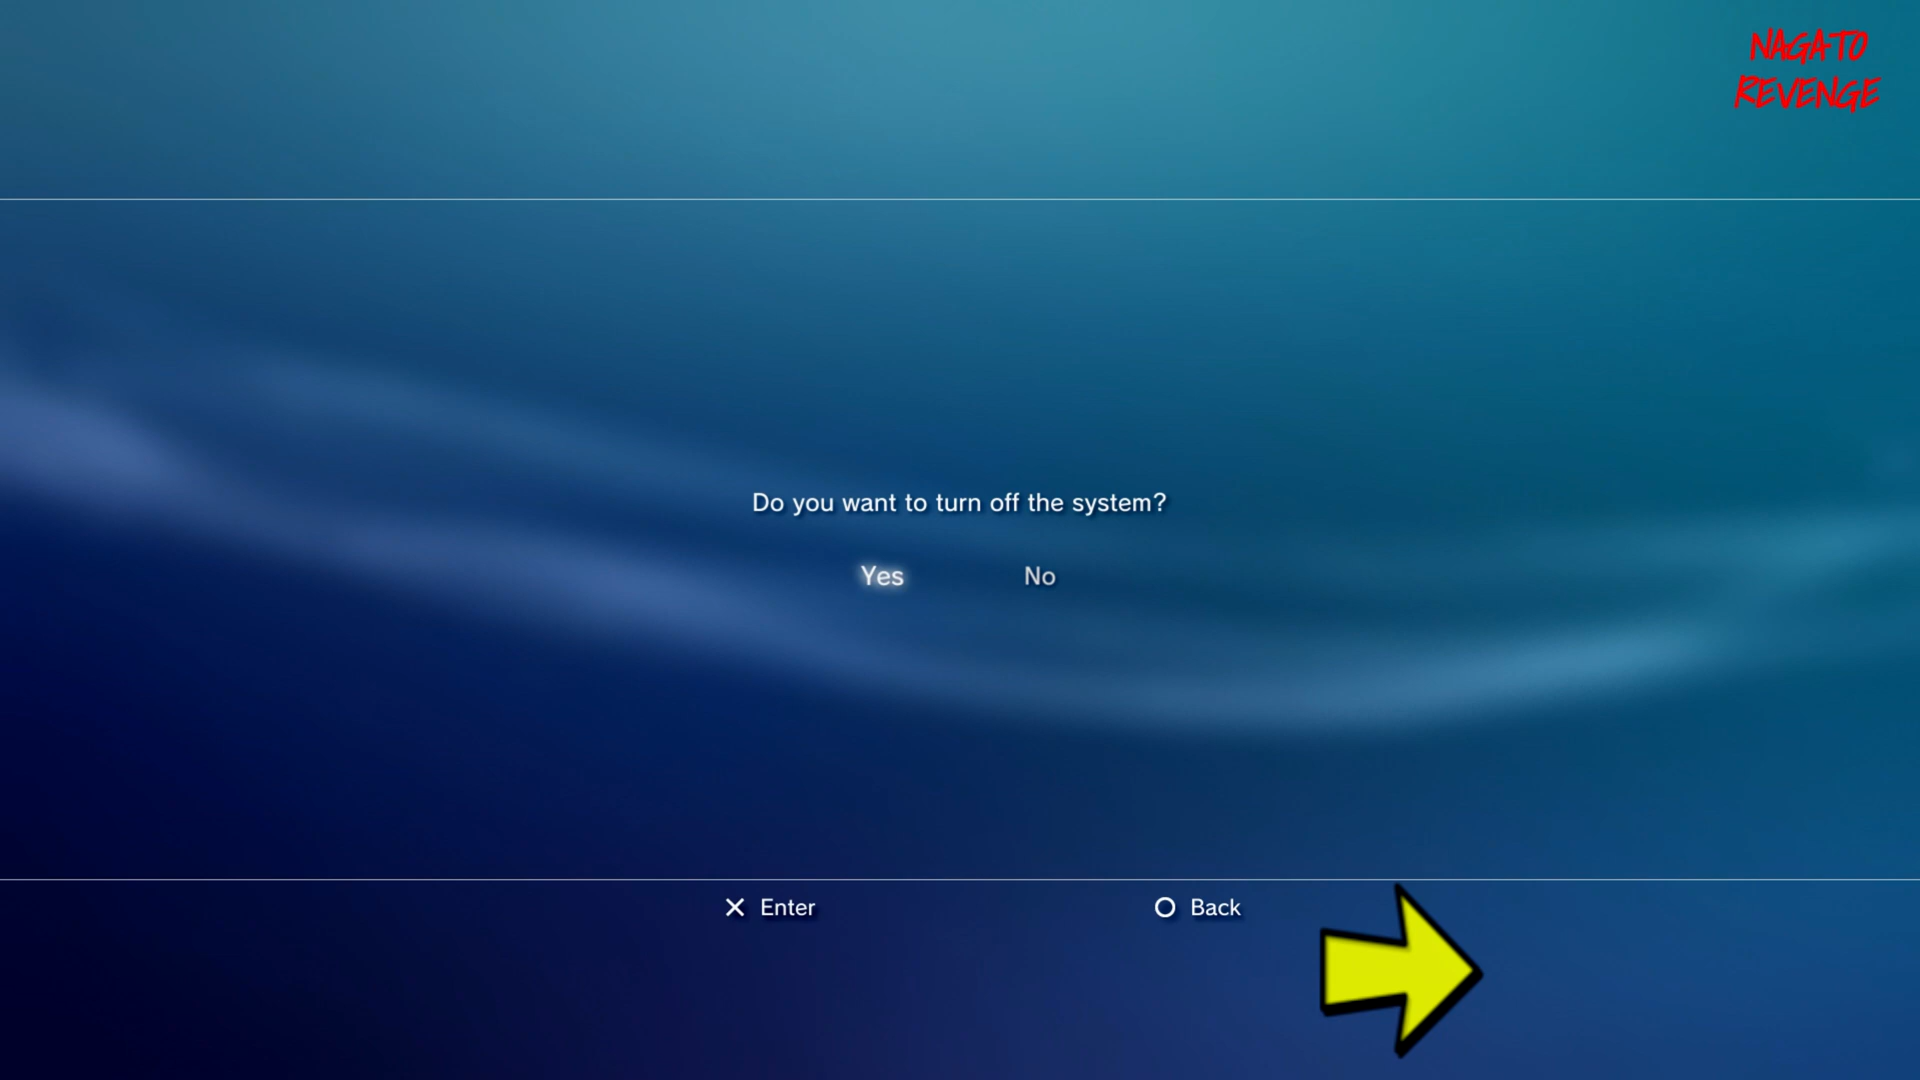 NAGATO
REVENGE
Do you want to turn off the system?
Yes No
Enter Back